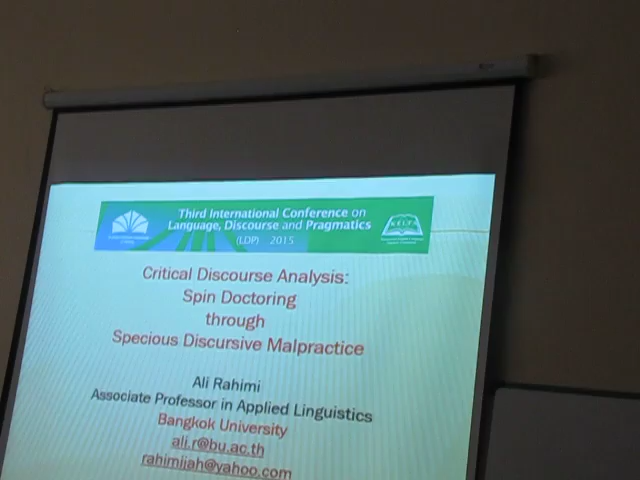 Third International Conference on
Language, Discourse and Pragmatics
(LDP) 2015
Critical Discourse Analysis:
Spin Doctoring
through
Specious Discursive Malpractice
Ali Rahimi
Associate Professor in Applied Linguistics
Bangkok University
ali.r@bu.ac.th
rahimijah@yahoo.com